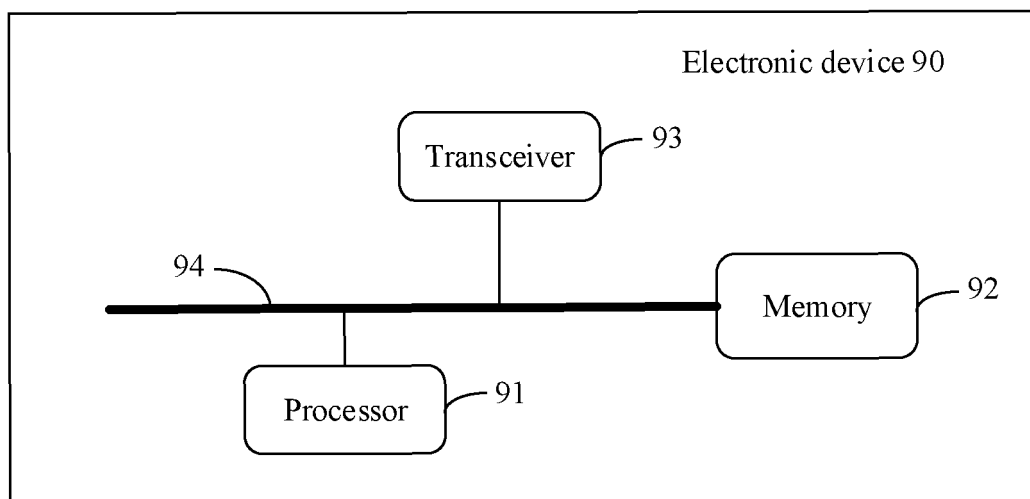 Electronic device 90
Transceiver
93
94
Memory
92
Processor
91